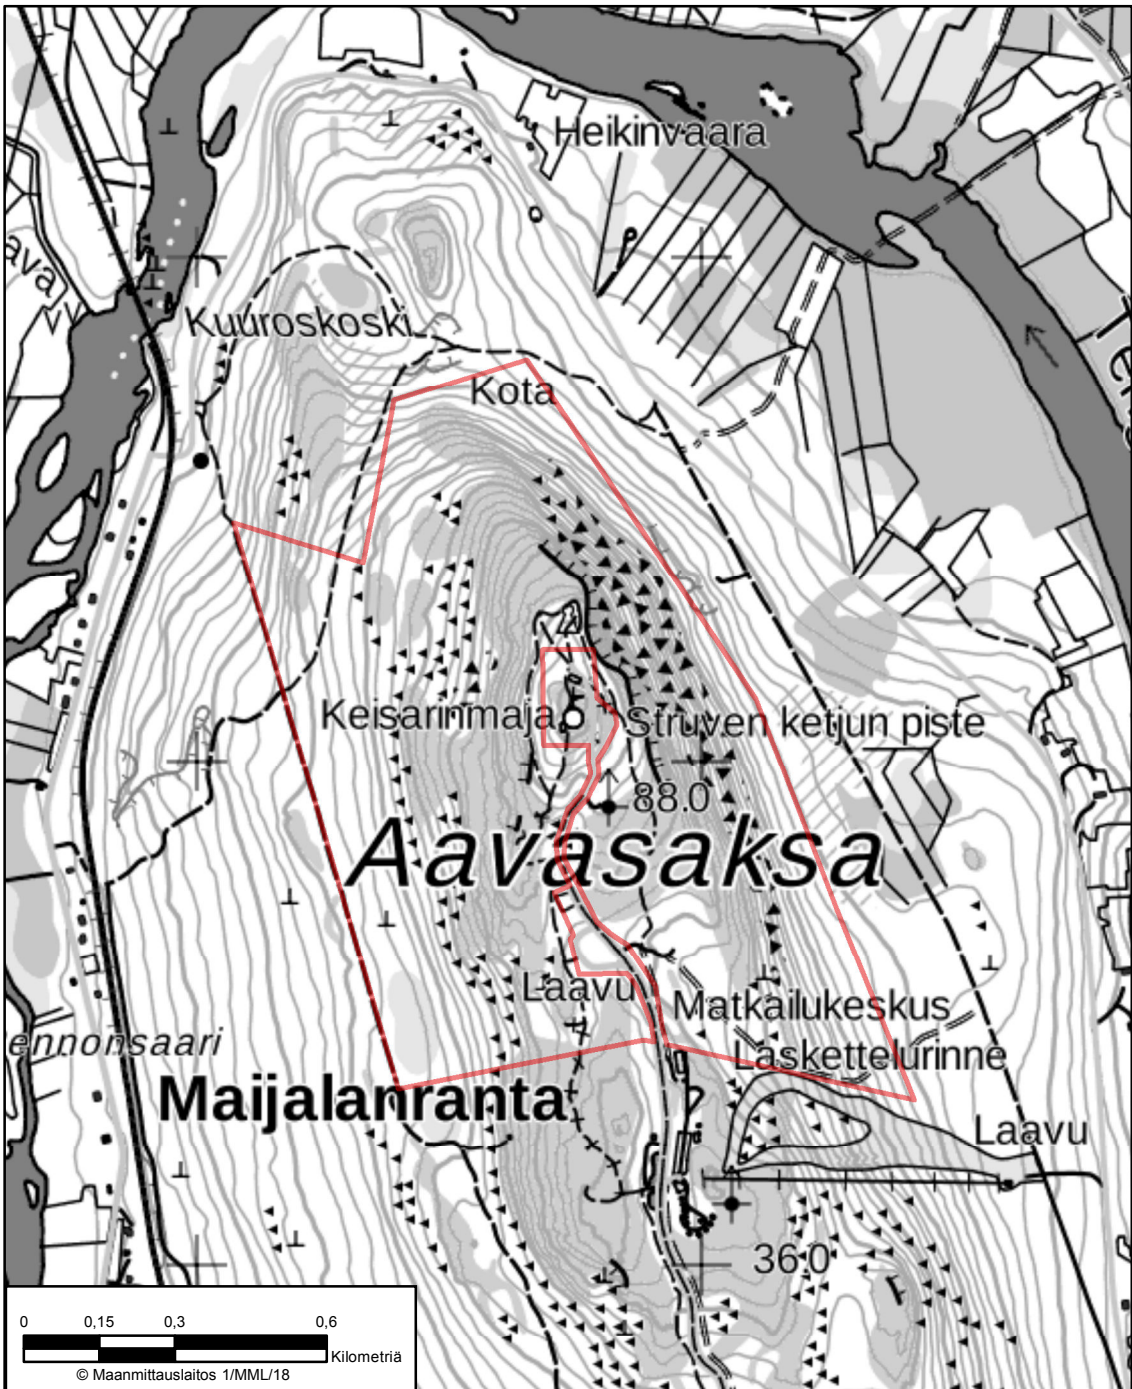 Heikinvaara
ava
Kuuroskoski
Kota
Keisarinmaja
Struven ketjun piste
88.0
Aavasaksa
Laavu
Matkailukeskus
ennonsaari
Laskettelurinne
Maijalanranta
Laavu
36.0
0 0,15 0,3 0,6
Kilometriä
© Maanmittauslaitos 1/MML/18